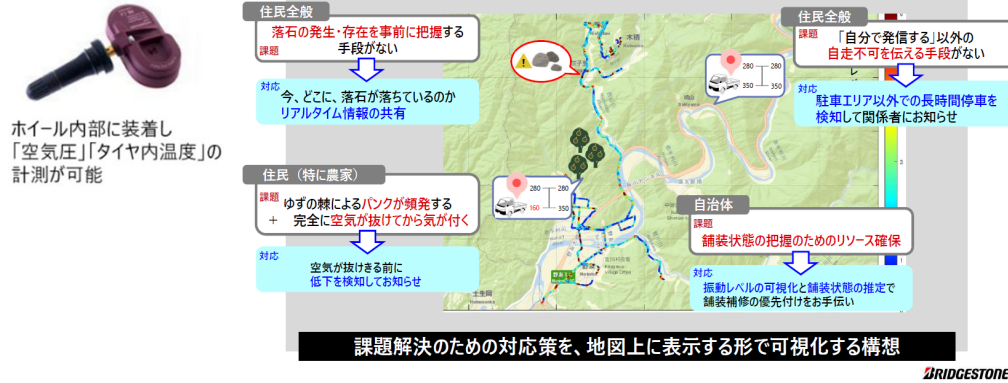 ホイール内部に装着し
「空気圧」「タイヤ内温度」の
計測が可能
住民全般
課題
落石の発生・存在を事前に把握する
手段がない
対応
今、どこに、落石が落ちているのか
リアルタイム情報の共有
住民(特に農家)
課題
ゆずの棘によるパンクが頻発する
+ 完全に空気が抜けてから気が付く
対応
空気が抜けきる前に
低下を検知してお知らせ
280 280
160 350
280 280
350 350
住民全般
課題
「自分で発信する」以外の
自走不可を伝える手段がない
対応
駐車エリア以外での長時間停車を
検知して関係者にお知らせ
自治体
課題
舗装状態の把握のためのリソース確保
対応
振動レベルの可視化と舗装状態の推定で
舗装補修の優先付けをお手伝い
課題解決のための対応策を、地図上に表示する形で可視化する構想
BRIDGESTONE